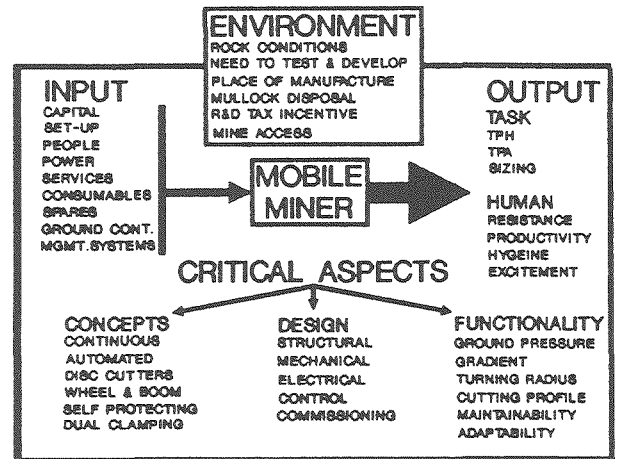 ENVIRONMENT
ROCK CONDITIONS
NEED TO TEST & DEVELOP
PLACE OF MANUFACTURE
MULLOCK DISPOSAL
R&D TAX INCENTIVE
MINE ACCESS
INPUT
CAPITAL
SET-UP
PEOPLE
POWER
SERVICES
CONSUMABLES
SPARES
GROUND CONT.
MGMT.SYSTEMS
MOBILE
MINER
OUTPUT
TASK
TPH
TPA
SIZING
HUMAN
RESISTANCE
PRODUCTIVITY
HYGEINE
EXCITEMENT
CRITICAL ASPECTS
CONCEPTS
CONTINUOUS
AUTOMATED
DISC CUTTERS
WHEEL & BOOM
SELF PROTECTING
DUAL CLAMPING
DESIGN
STRUCTURAL
MECHANICAL
ELECTRICAL
CONTROL
COMMISSIONING
FUNCTIONALITY
GROUND PRESSURE
GRADIENT
TURNING RADIUS
CUTTING PROFILE
MAINTAINABILITY
ADAPTABILITY